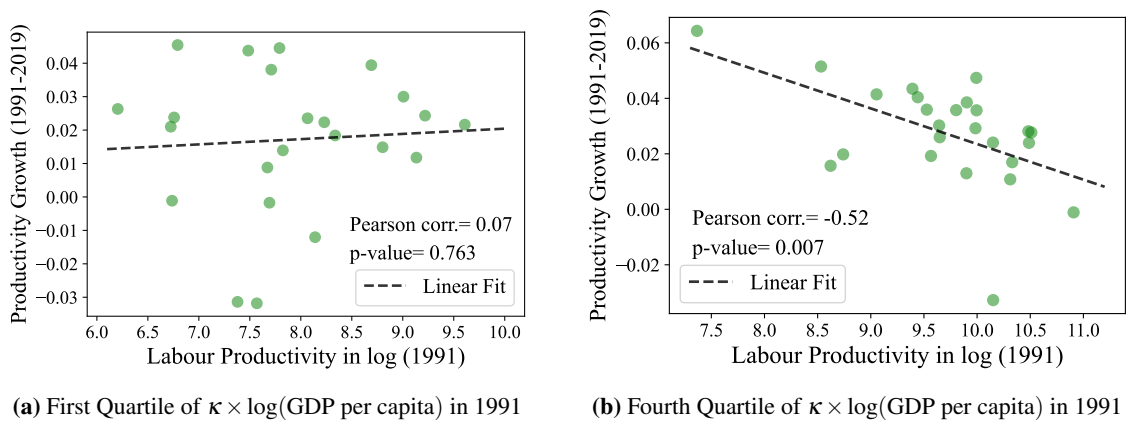 Productivity Growth (1991-2019)
0.04
0.03
0.02
0.01
0.00
−0.01
−0.02
−0.03
Pearson corr.= 0.07
p-value= 0.763
Linear Fit
6.0 6.5 7.0 7.5 8.0 8.5 9.0 9.5 10.0
Labour Productivity in log (1991)
(a) First Quartile of κ × log(GDP per capita) in 1991
Productivity Growth (1991-2019)
0.06
0.04
0.02
0.00
−0.02
Pearson corr.= -0.52
p-value= 0.007
Linear Fit
7.5 8.0 8.5 9.0 9.5 10.0 10.5 11.0
Labour Productivity in log (1991)
(b) Fourth Quartile of κ × log(GDP per capita) in 1991